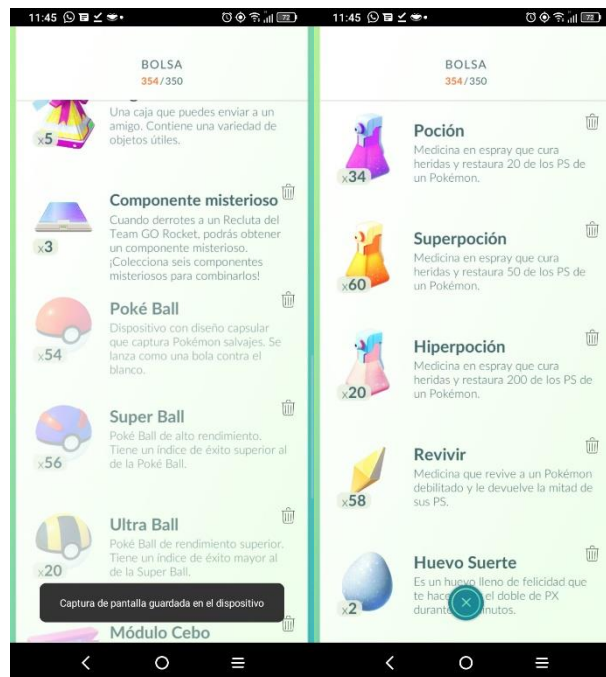 11:45
72
BOLSA
354/350
Una caja que puedes enviar a un
amigo. Contiene una variedad de
objetos útiles.
x5
Componente misterioso
Cuando derrotes a un Recluta del
Team GO Rocket, podrás obtener
un componente misterioso.
¡Colecciona seis componentes
misteriosos para combinarlos!
x3
Poké Ball
Dispositivo con diseño capsular
que captura Pokémon salvajes. Se
lanza como una bola contra el
blanco.
x54
Super Ball
Poké Ball de alto rendimiento.
Tiene un índice de éxito superior al
de la Poké Ball.
x56
Ultra Ball
Poké Ball de rendimiento superior.
Tiene un índice de éxito mayor al
de la Super Ball.
x20
Captura de pantalla guardada en el dispositivo
Módulo Cebo
11:45
72
BOLSA
354/350
Poción
Medicina en espray que cura
heridas y restaura 20 de los PS de
un Pokémon.
x34
Superpoción
Medicina en espray que cura
heridas y restaura 50 de los PS de
un Pokémon.
x60
Hiperpoción
Medicina en espray que cura
heridas y restaura 200 de los PS de
un Pokémon.
x20
Revivir
Medicina que revive a un Pokémon
debilitado y le devuelve la mitad de
sus PS.
x58
Huevo Suerte
Es un huevo lleno de felicidad que
te el doble de PX
x2